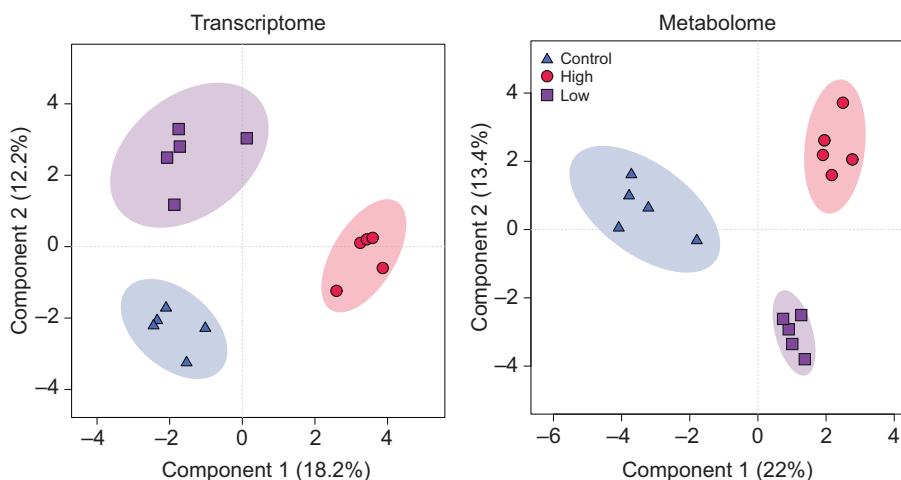 Transcriptome
Component 2 (12.2%)
4
2
0
–2
–4
–4
–2
0
2
4
Component 1 (18.2%)
Metabolome
Control
High
Low
Component 2 (13.4%)
4
2
0
–2
–4
–6
–4
–2
0
2
4
Component 1 (22%)